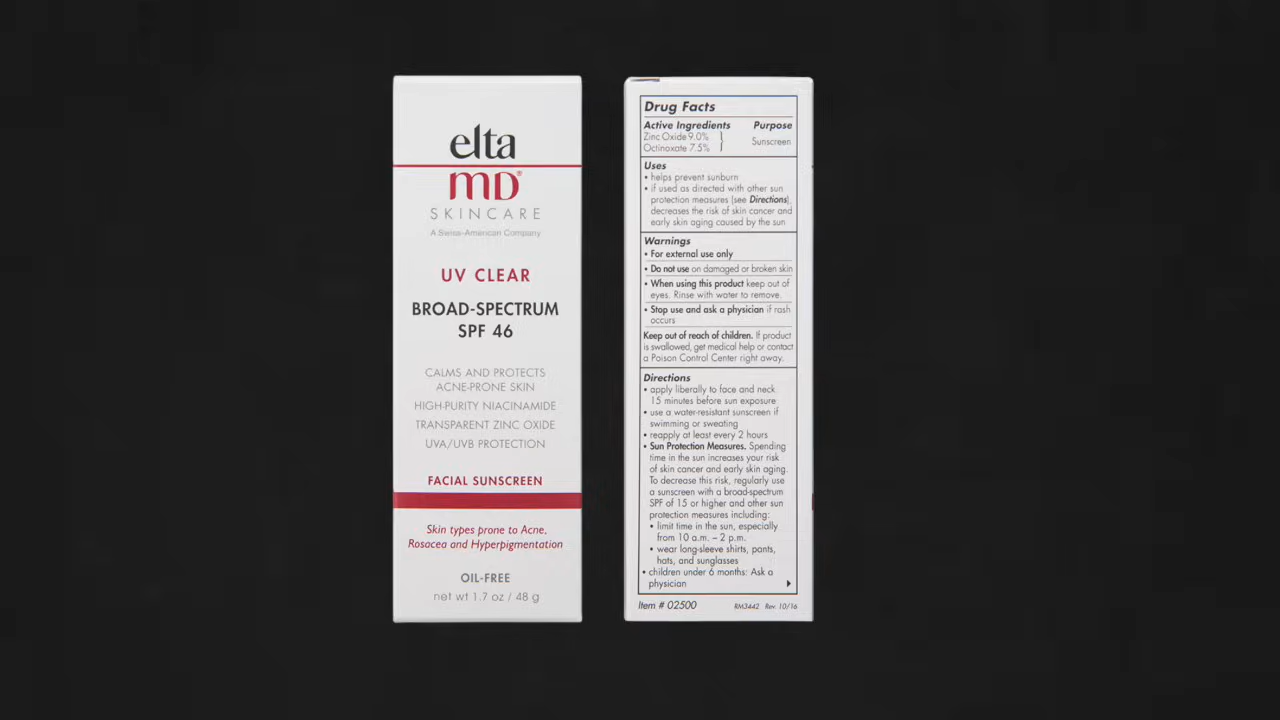 elta
MD®
SKINCARE
A Swiss-American Company
UV CLEAR
BROAD-SPECTRUM
SPF 46
CALMS AND PROTECTS
ACNE-PRONE SKIN
HIGH-PURITY NIACINAMIDE
TRANSPARENT ZINC OXIDE
UVA/UVB PROTECTION
FACIAL SUNSCREEN
Skin types prone to Acne,
Rosacea and Hyperpigmentation
OIL-FREE
net wt 1.7 oz / 48 g
Drug Facts
Active Ingredients Purpose
Zinc Oxide 9.0%
Octinoxate 7.5%
Sunscreen
Uses
• helps prevent sunburn
• if used as directed with other sun
protection measures (see Directions),
decreases the risk of skin cancer and
early skin aging caused by the sun
Warnings
• For external use only
• Do not use on damaged or broken skin
• When using this product keep out of
eyes. Rinse with water to remove.
• Stop use and ask a physician if rash
occurs
Keep out of reach of children. If product
is swallowed, get medical help or contact
a Poison Control Center right away.
Directions
• apply liberally to face and neck
15 minutes before sun exposure
• use a water-resistant sunscreen if
swimming or sweating
• reapply at least every 2 hours
• Sun Protection Measures. Spending
time in the sun increases your risk
of skin cancer and early skin aging.
To decrease this risk, regularly use
a sunscreen with a broad-spectrum
SPF of 15 or higher and other sun
protection measures including:
• limit time in the sun, especially
from 10 a.m. – 2 p.m.
• wear long-sleeve shirts, pants,
hats, and sunglasses
• children under 6 months: Ask a
physician
Item # 02500 RM3442 Rev. 10/16